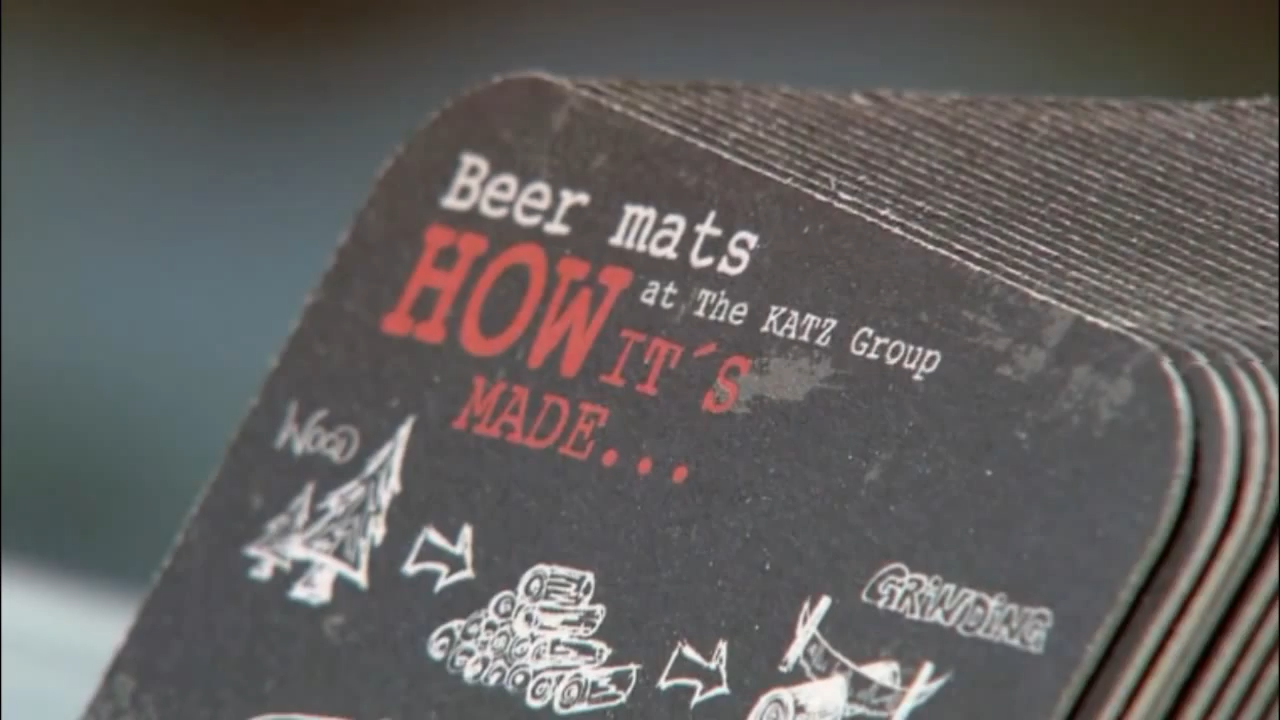 Beer mats
at The KATZ Group
HOW IT´S
MADE...
WOOD
GRINDING